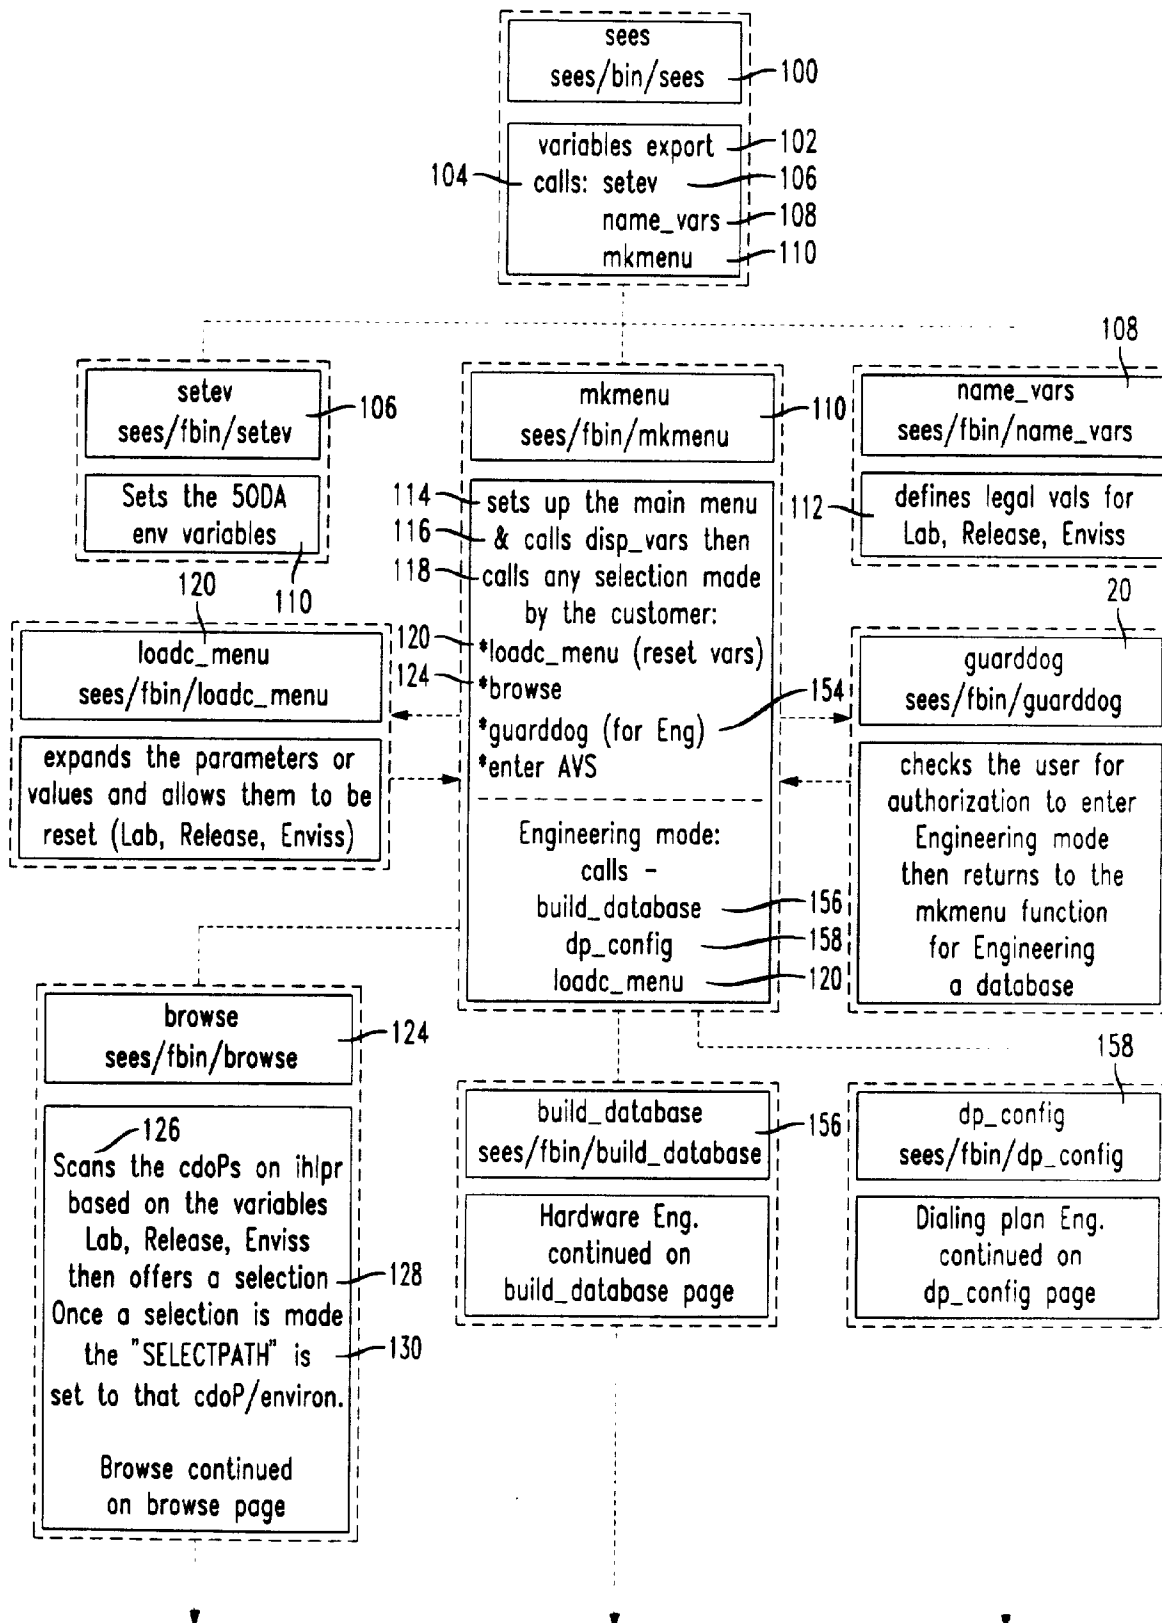 sees
sees/bin/sees
100
variables export
102
104
calls: setev
106
name_vars
108
mkmenu
110
setev
sees/fbin/setev
106
Sets the 5ODA
env variables
110
mkmenu
sees/fbin/mkmenu
110
114
sets up the main menu
116
& calls disp_vars then
118
calls any selection made
by the customer:
120
*loadc_menu (reset vars)
124
*browse
154
*guarddog (for Eng)
*enter AVS
Engineering mode:
calls -
build_database
156
dp_config
158
loadc_menu
120
108
name_vars
sees/fbin/name_vars
112
defines legal vals for
Lab, Release, Enviss
120
loadc_menu
sees/fbin/loadc_menu
expands the parameters or
values and allows them to be
reset (Lab, Release, Enviss)
20
guarddog
sees/fbin/guarddog
checks the user for
authorization to enter
Engineering mode
then returns to the
mkmenu function
for Engineering
a database
browse
sees/fbin/browse
124
126
Scans the cdoPs on ihlpr
based on the variables
Lab, Release, Enviss
then offers a selection
128
Once a selection is made
the "SELECTPATH" is
130
set to that cdoP/environ.
Browse continued
on browse page
build_database
sees/fbin/build_database
156
Hardware Eng.
continued on
build_database page
158
dp_config
sees/fbin/dp_config
Dialing plan Eng.
continued on
dp_config page